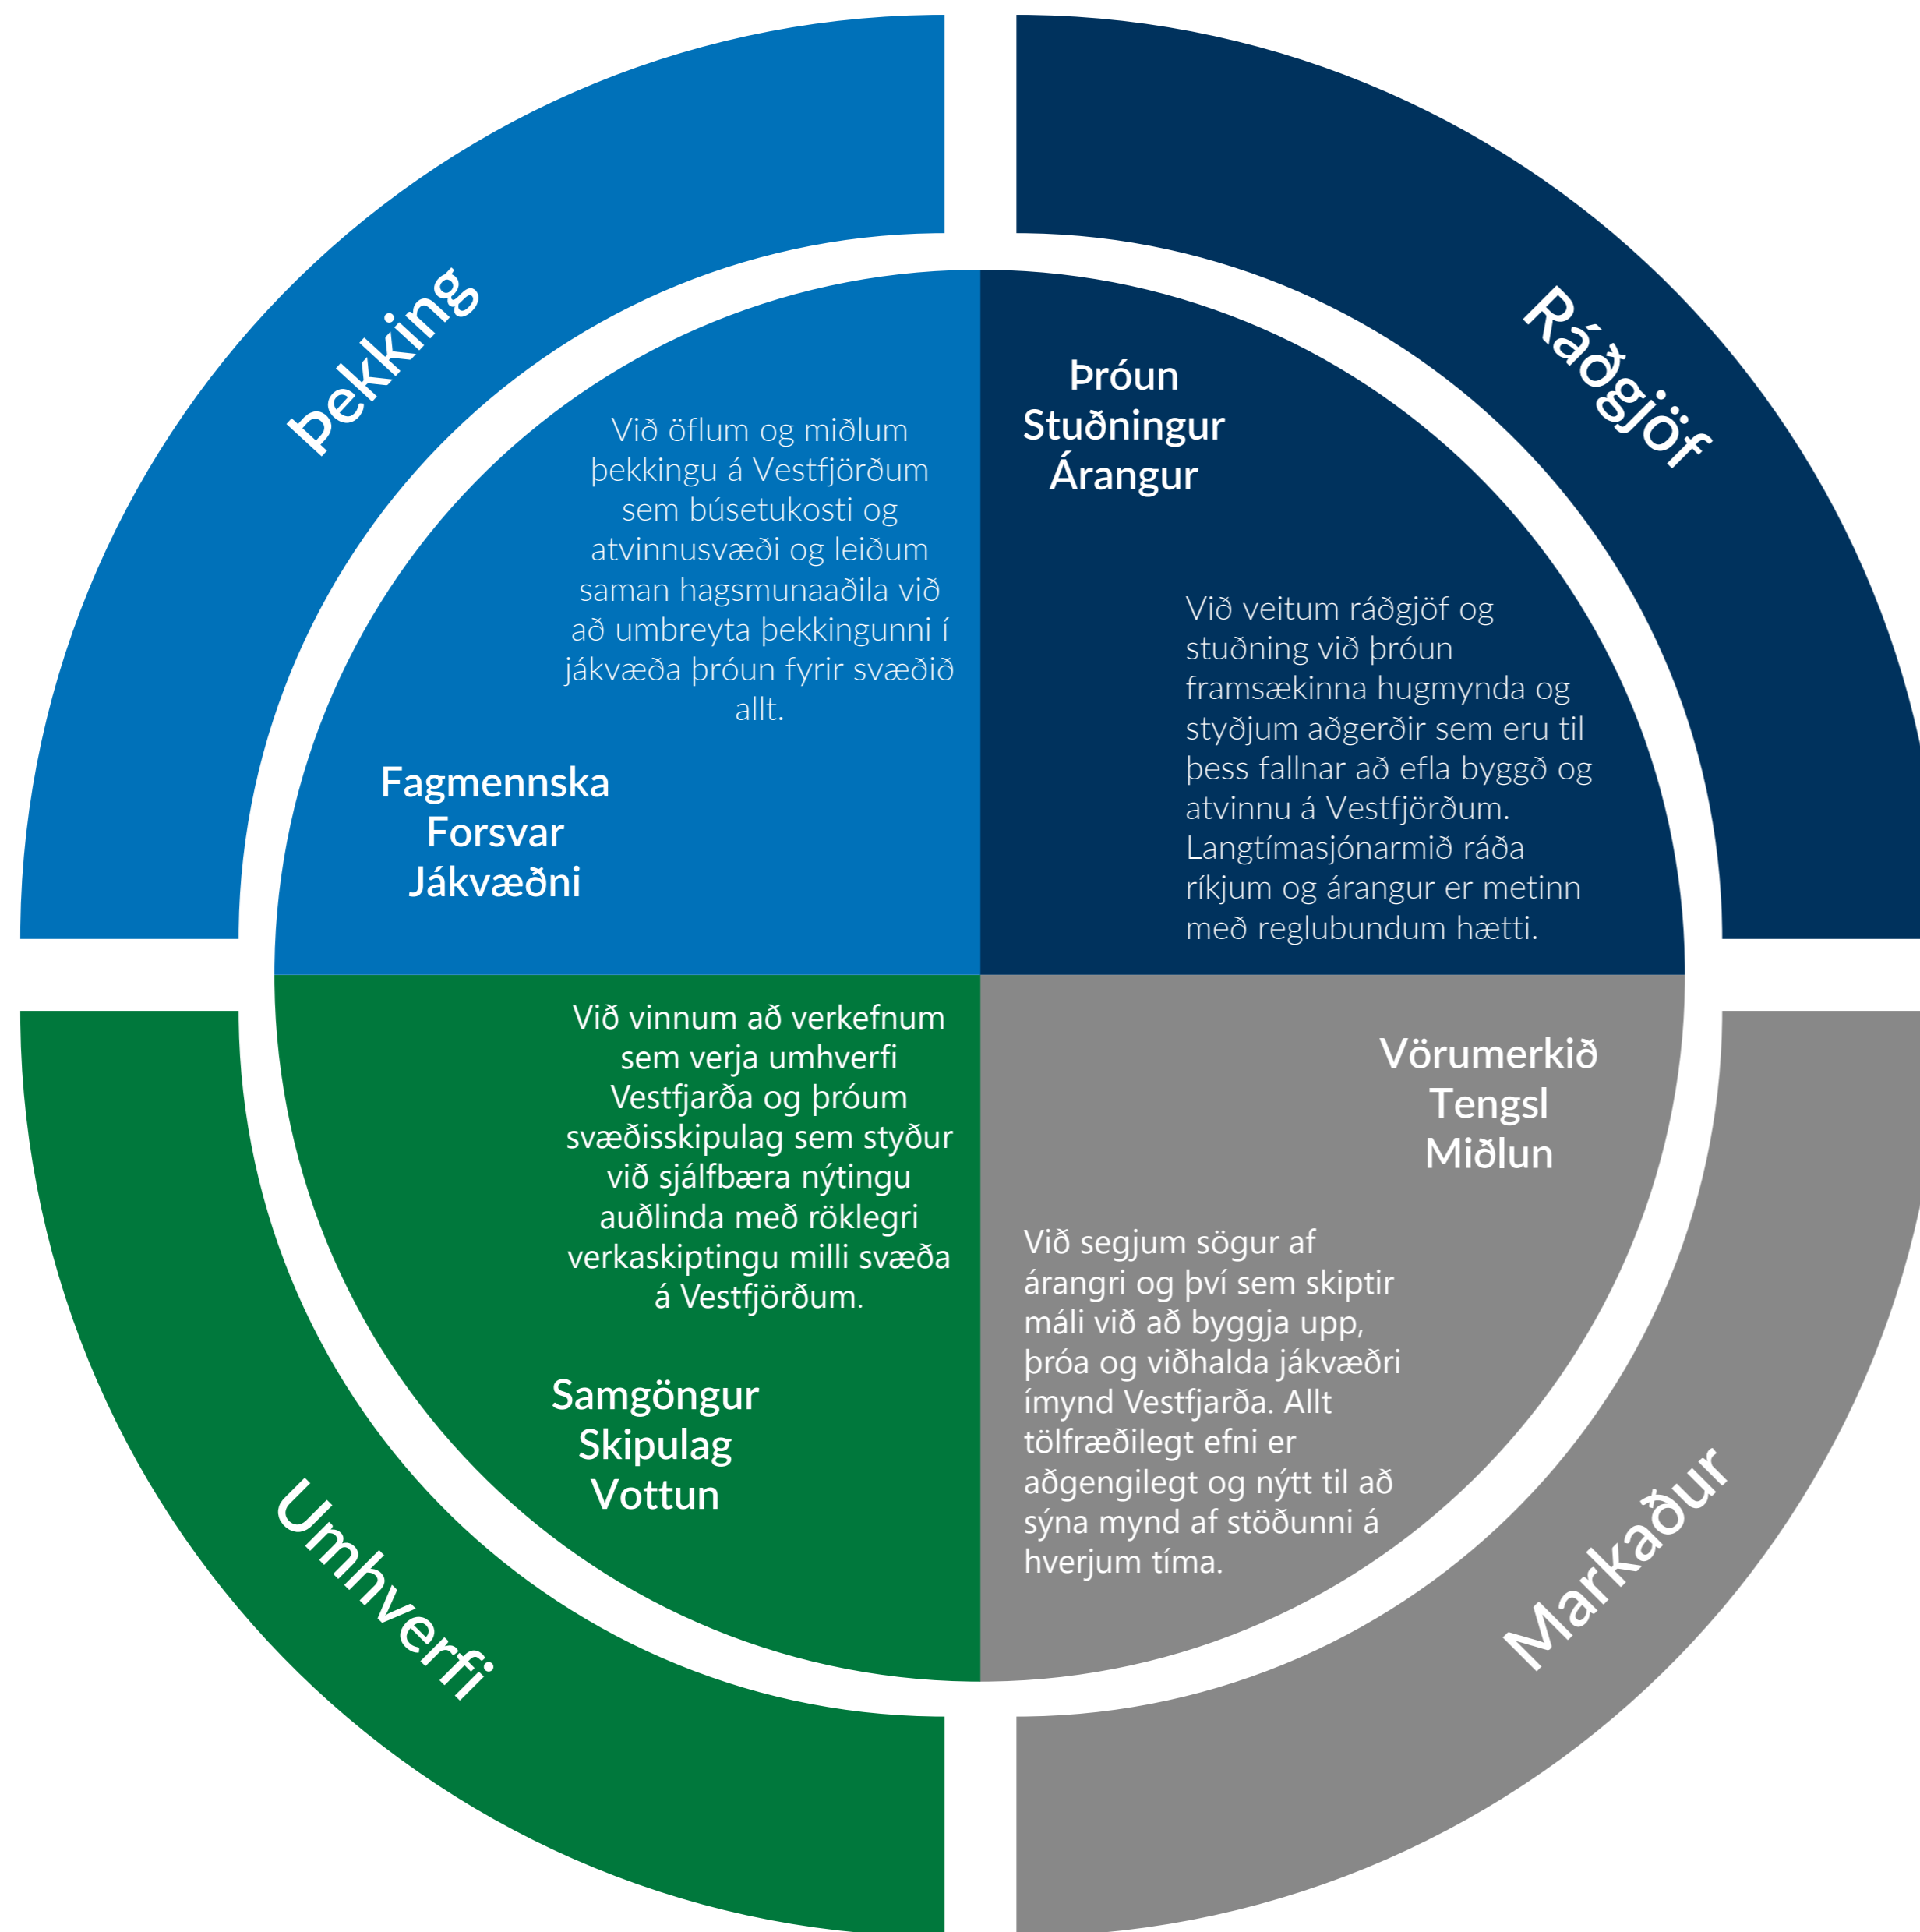 Þekking
Við öflum og miðlum
þekkingu á Vestfjörðum
sem búsetukosti og
atvinnusvæði og leiðum
saman hagsmunaaðila við
að umbreyta þekkingunni í
jákvæða þróun fyrir svæðið
allt.
Fagmennska
Forsvar
Jákvæðni
Ráðgjöf
Þróun
Stuðningur
Árangur
Við veitum ráðgjöf og
stuðning við þróun
framsækinna hugmynda og
styðjum aðgerðir sem eru til
þess fallnar að efla byggð og
atvinnu á Vestfjörðum.
Langtímasjónarmið ráða
ríkjum og árangur er metinn
með reglubundum hætti.
Við vinnum að verkefnum
sem verja umhverfi
Vestfjarða og þróum
svæðisskipulag sem styður
við sjálfbæra nýtingu
auðlinda með röklegri
verkaskiptingu milli svæða
á Vestfjörðum.
Samgöngur
Skipulag
Vottun
Umhverfi
Vörumerkið
Tengsl
Miðlun
Við segjum sögur af
árangri og því sem skiptir
máli við að byggja upp,
þróa og viðhalda jákvæðri
ímynd Vestfjarða. Allt
tölfræðilegt efni er
aðgengilegt og nýtt til að
sýna mynd af stöðunni á
hverjum tíma.
Markaður